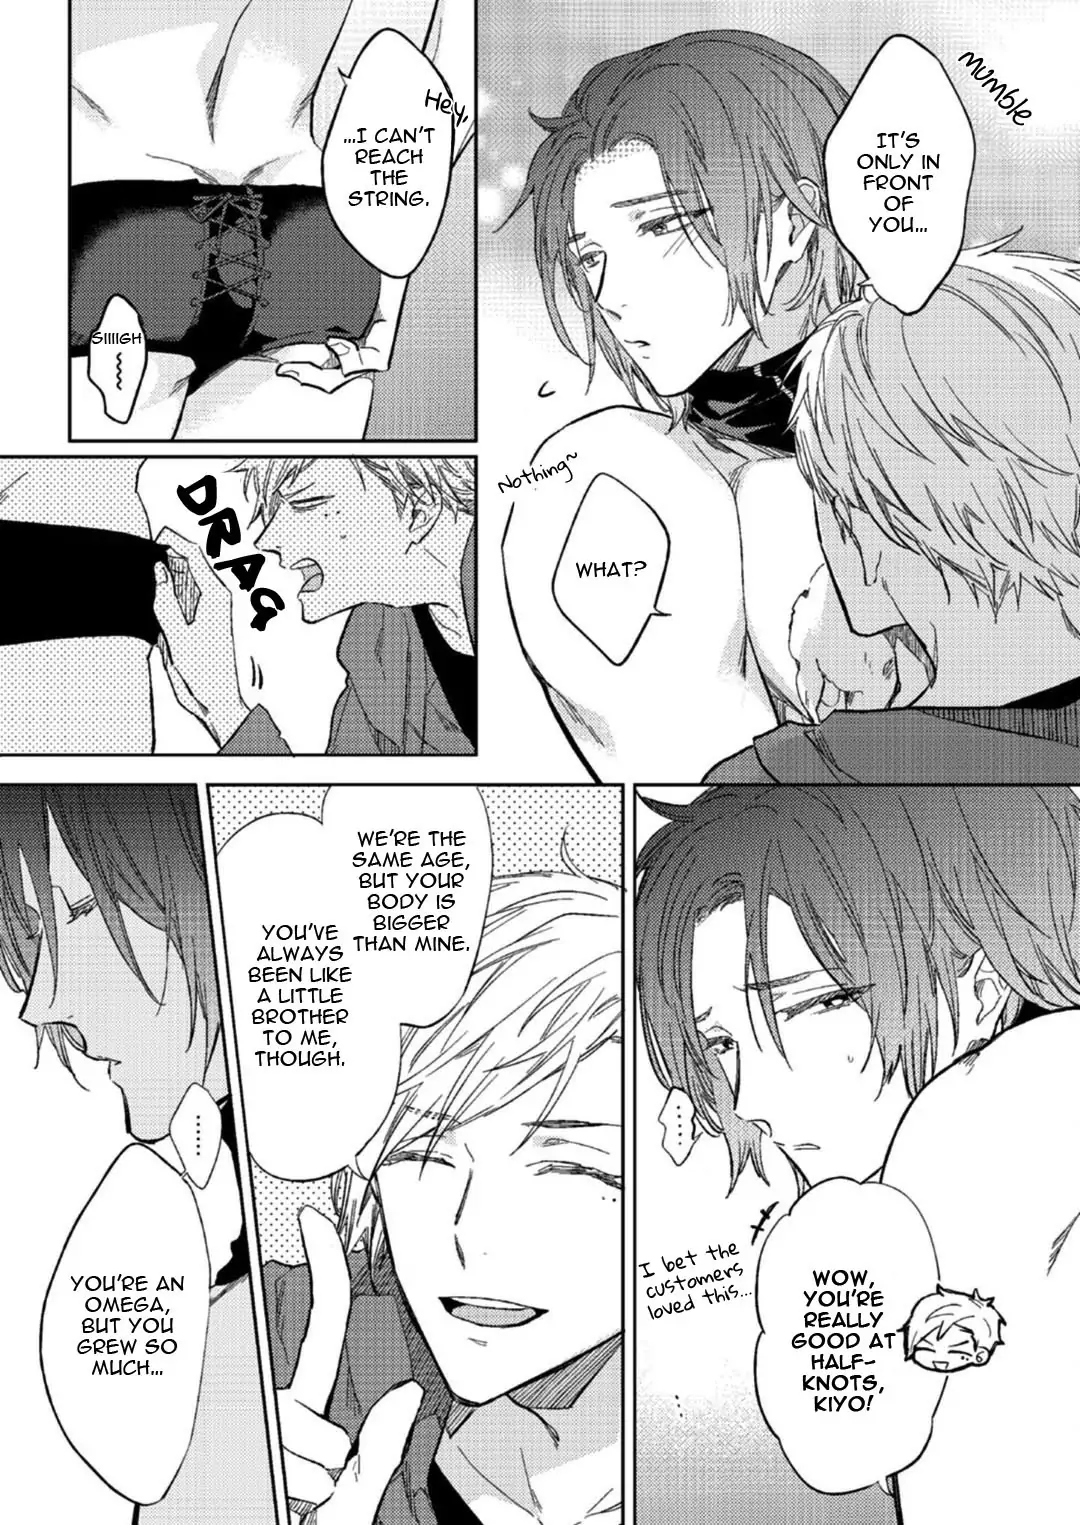 MUMBLE
IT'S
ONLY IN
FRONT
OF
YOU...
Nothing~
WHAT?
Hey,
...I CAN'T
REACH
THE
STRING.
SIIIIGH
DRAG
WOW,
YOU'RE
REALLY
GOOD AT
HALF-
KNOTS,
KIYO!
I bet the
customers
loved this...
......
WE'RE THE
SAME AGE,
BUT YOUR
BODY IS
BIGGER
THAN MINE.
YOU'VE
ALWAYS
BEEN LIKE
A LITTLE
BROTHER
TO ME,
THOUGH.
......
YOU'RE AN
OMEGA,
BUT YOU
GREW SO
MUCH...